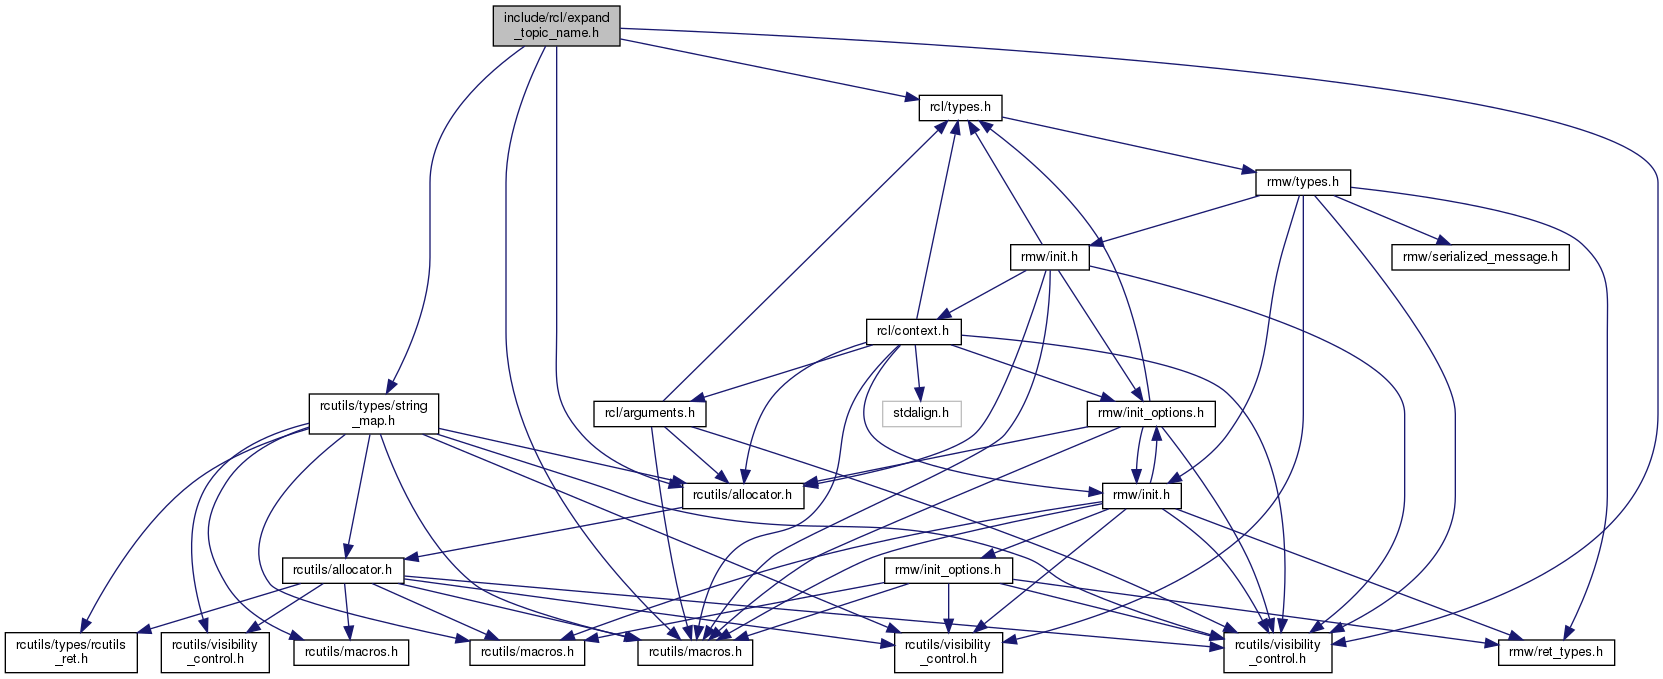 include/rcl/expand
_topic_name.h
rcl/types.h
rmw/types.h
rmw/init.h
rmw/serialized_message.h
rcl/context.h
rcutils/types/string
_map.h
rcl/arguments.h
stdalign.h
rmw/init_options.h
rcutils/allocator.h
rmw/init.h
rcutils/allocator.h
rmw/init_options.h
rcutils/types/rcutils
_ret.h
rcutils/visibility
_control.h
rcutils/macros.h
rcutils/macros.h
rcutils/macros.h
rcutils/visibility
_control.h
rcutils/visibility
_control.h
rmw/ret_types.h